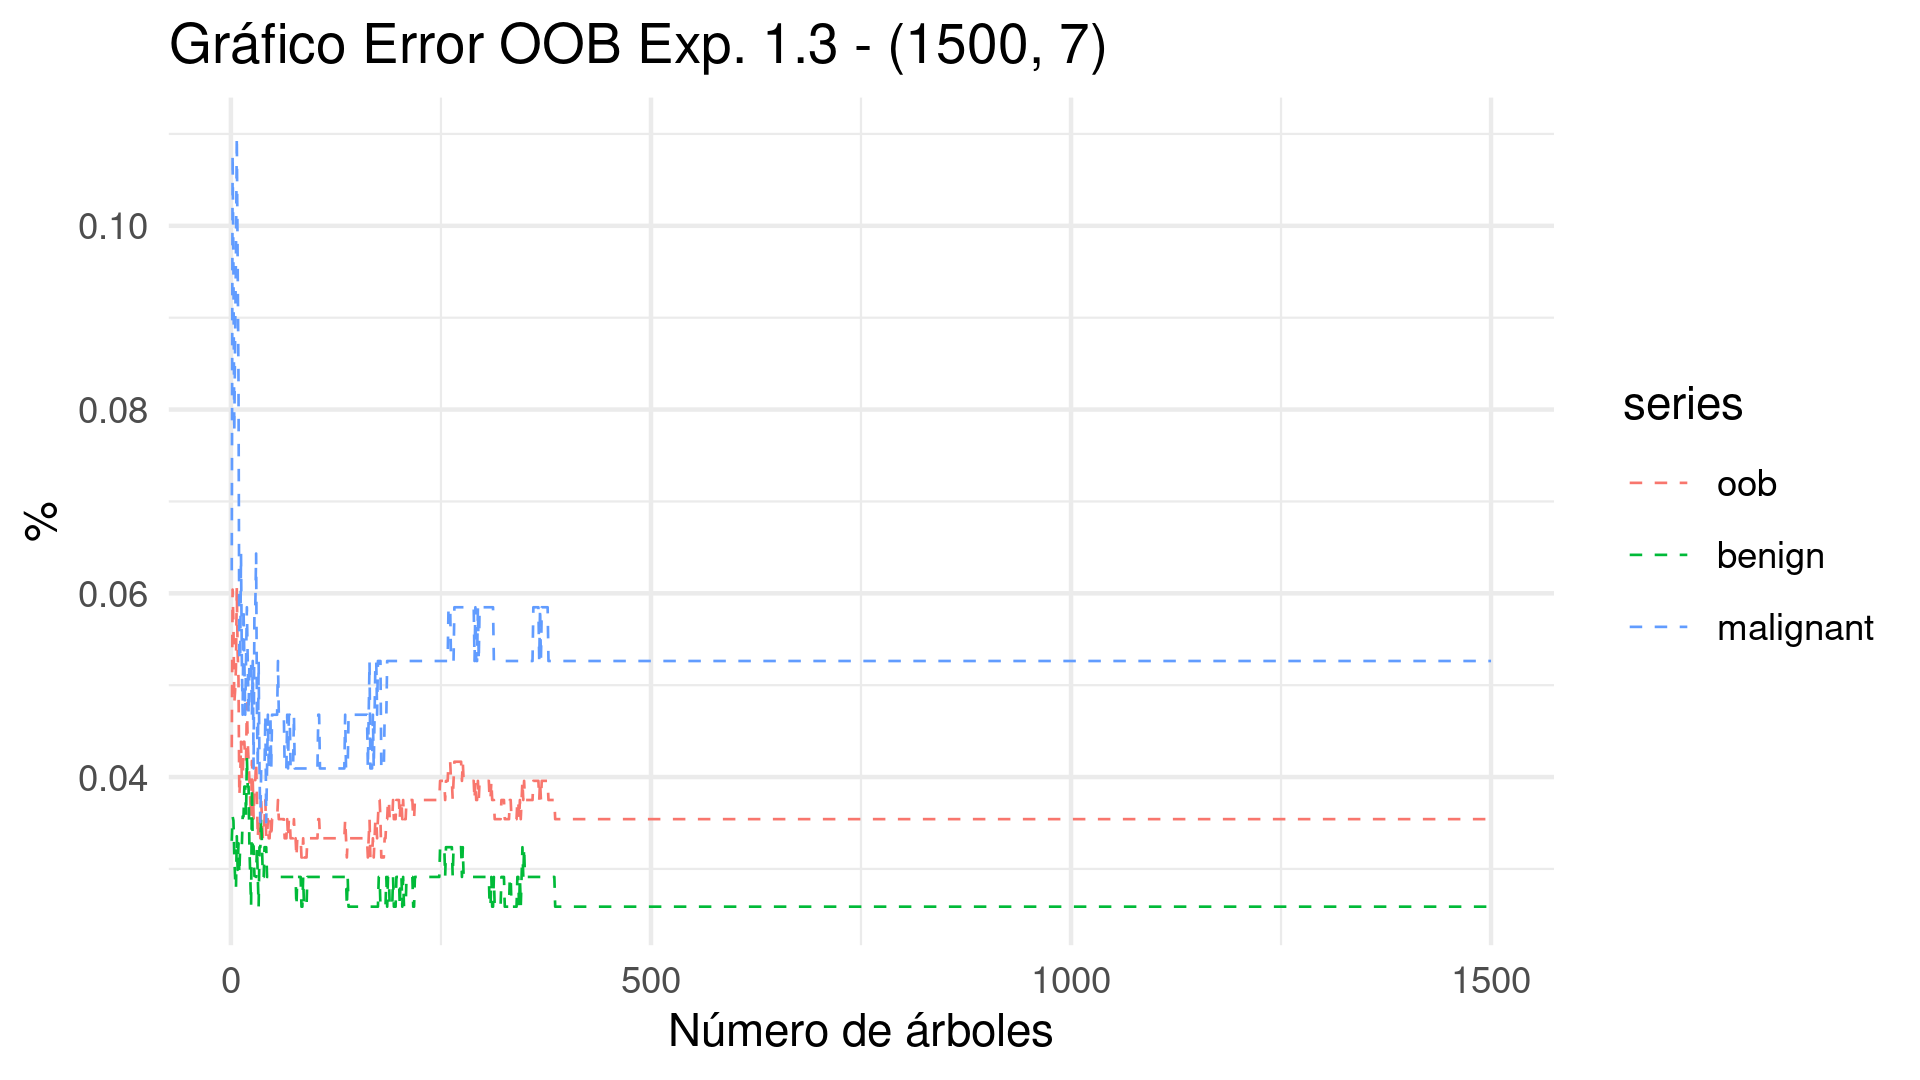 Gráfico Error OOB Exp. 1.3 - (1500, 7)
%
0.10
0.08
0.06
0.04
0
500
1000
1500
Número de árboles
series
oob
benign
malignant